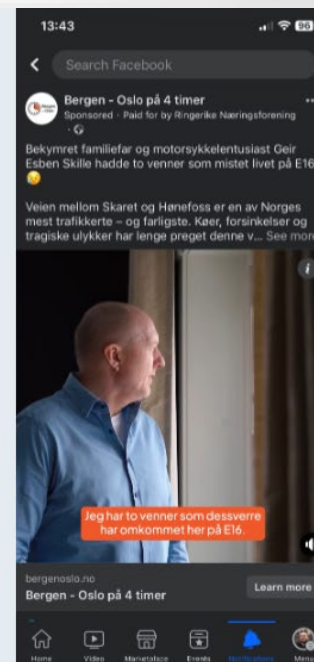 13:43
96
Search Facebook
Bergen - Oslo på 4 timer
Sponsored · Paid for by Ringerike Næringsforening
Bekymret familiefar og motorsykkelentusiast Geir
Esben Skille hadde to venner som mistet livet på E16
Veien mellom Skaret og Hønefoss er en av Norges
mest trafikkerte – og farligste. Køer, forsinkelser og
tragiske ulykker har lenge preget denne v... See more
Jeg har to venner som dessverre
har omkommet her på E16.
bergenoslo.no
Bergen - Oslo på 4 timer
Learn more
Home Video Marketplace Events Notifications Menu